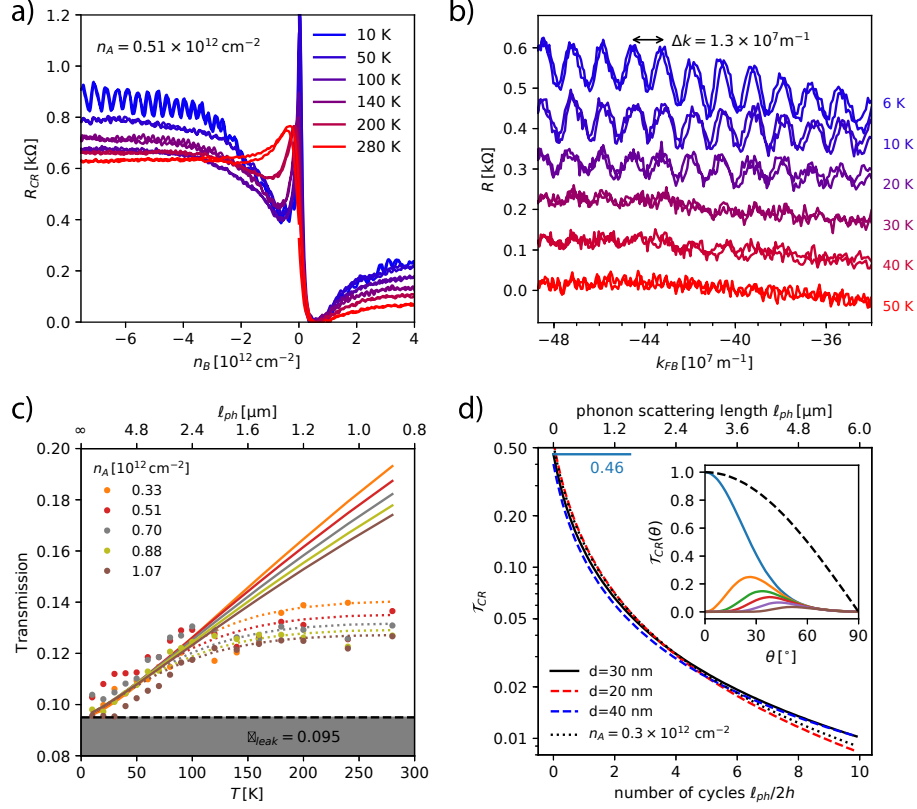 a)
n_A = 0.51 × 10^12 cm^-2
10 K
50 K
100 K
140 K
200 K
280 K
R_CR [kΩ]
1.2
1.0
0.8
0.6
0.4
0.2
0.0
−6 −4 −2 0 2 4
n_B [10^12 cm^-2]
b)
Δk = 1.3 × 10^7 m^-1
R [kΩ]
0.6
0.5
0.4
0.3
0.2
0.1
0.0
6 K
10 K
20 K
30 K
40 K
50 K
−48 −44 −40 −36
k_FB [10^7 m^-1]
c)
ℓ_ph [μm]
∞ 4.8 2.4 1.6 1.2 1.0 0.8
n_A [10^12 cm^-2]
0.33
0.51
0.70
0.88
1.07
Transmission
0.20
0.18
0.16
0.14
0.12
0.10
0.08
□_leak = 0.095
0 50 100 150 200 250 300
T [K]
d)
phonon scattering length ℓ_ph [μm]
0 1.6 3.0 4.8 6.0
0.46
𝒯_CR
0.50
0.20
0.10
0.05
0.02
0.01
𝒯_CR(θ)
1.0
0.8
0.6
0.4
0.2
0.0
0 30 60 90
θ [°]
d=30 nm
d=20 nm
d=40 nm
n_A = 0.3 × 10^12 cm^-2
0 2 4 6 8 10
number of cycles ℓ_ph/2h